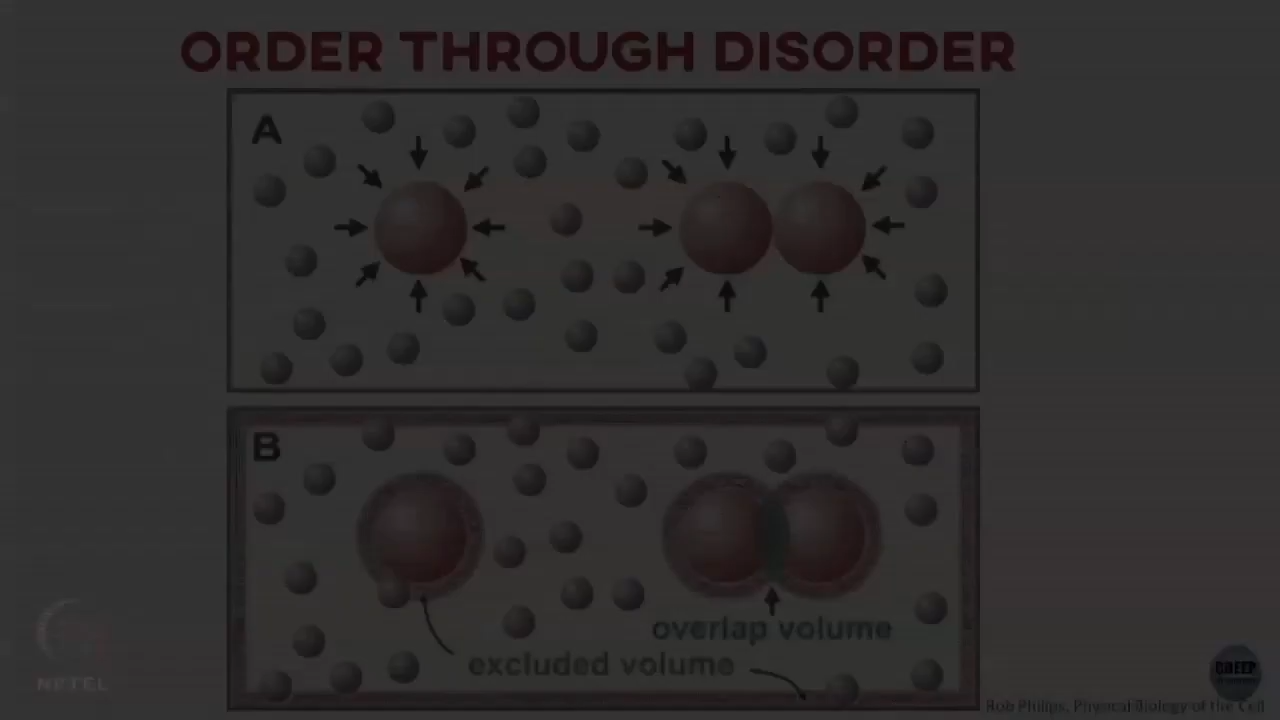 ORDER THROUGH DISORDER
A
B
overlap volume
excluded volume
NPTEL
Rob Philips, Physical Biology of the Cell